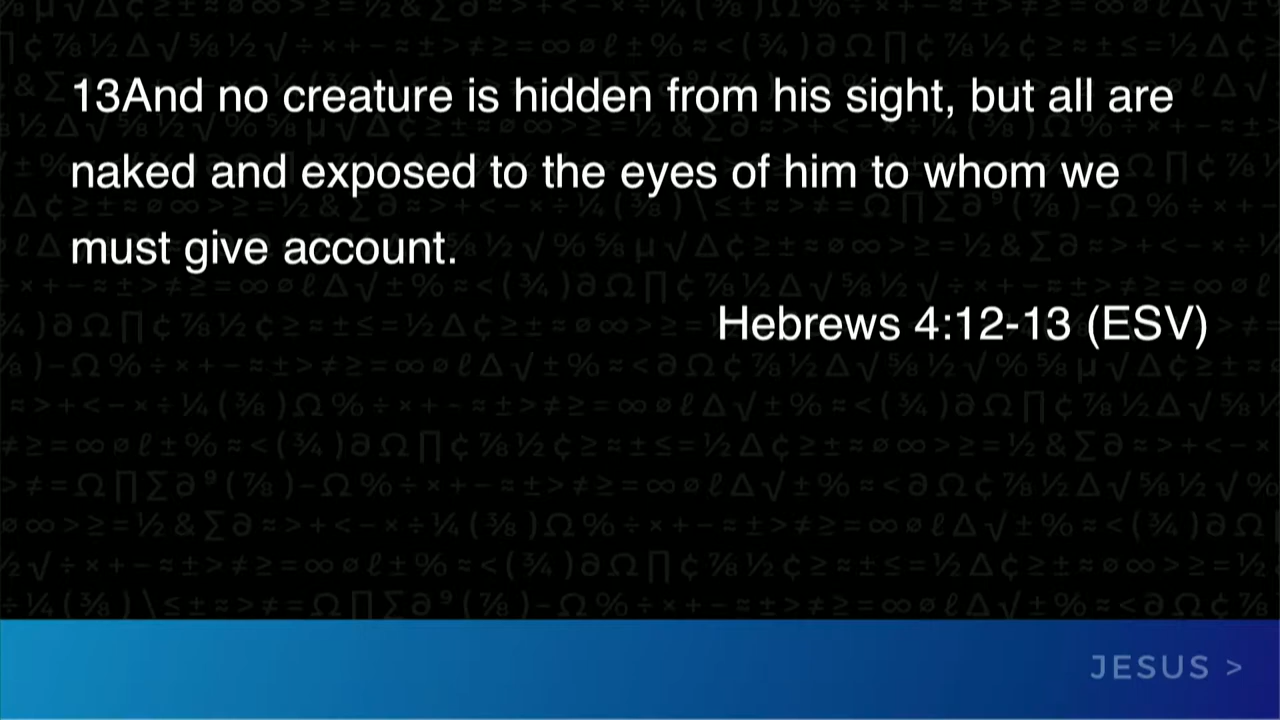 13And no creature is hidden from his sight, but all are
naked and exposed to the eyes of him to whom we
must give account.
Hebrews 4:12-13 (ESV)
JESUS >